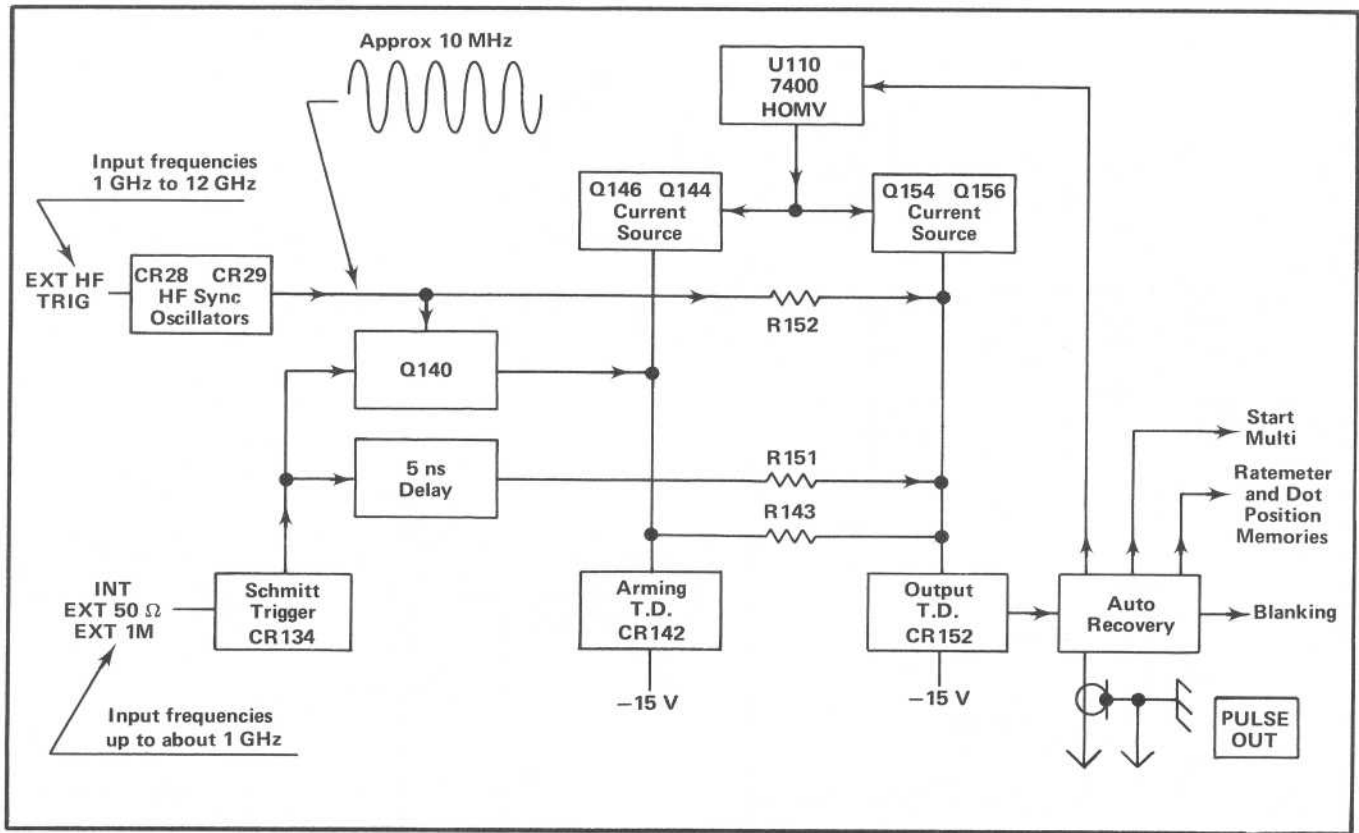 Approx 10 MHz
U110
7400
HOMV
Input frequencies
1 GHz to 12 GHz
Q146 Q144
Current
Source
Q154 Q156
Current
Source
EXT HF
TRIG
CR28 CR29
HF Sync
Oscillators
R152
Q140
Start
Multi
5 ns
Delay
R151
R143
Ratemeter
and Dot
Position
Memories
INT
EXT 50 Ω
EXT 1M
Schmitt
Trigger
CR134
Arming
T.D.
CR142
Output
T.D.
CR152
Auto
Recovery
Blanking
−15 V
−15 V
Input frequencies
up to about 1 GHz
PULSE
OUT